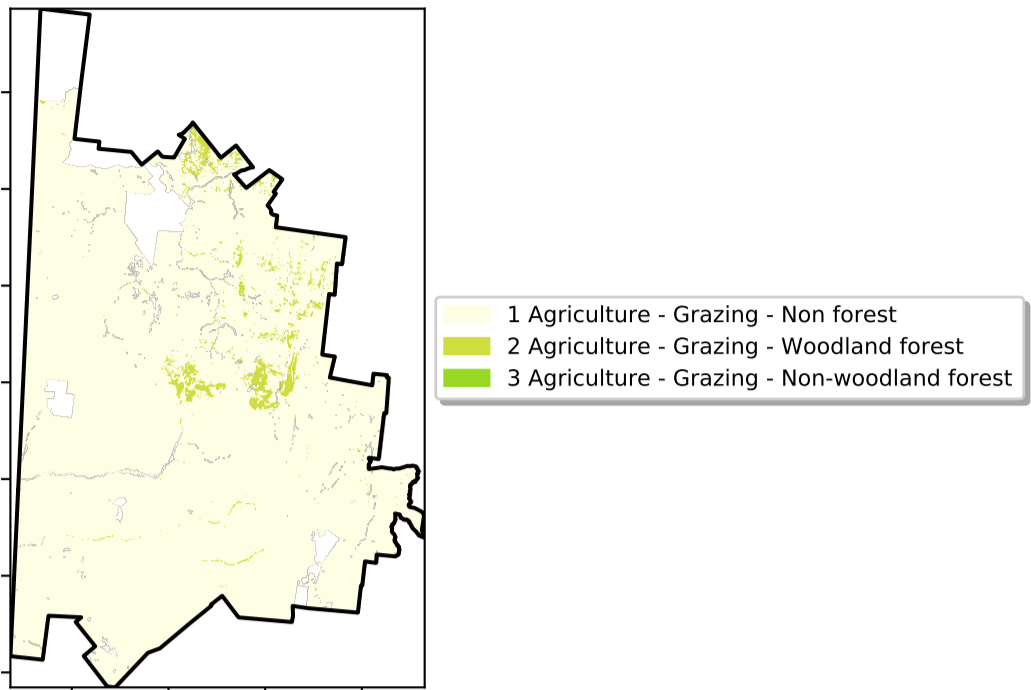 1 Agriculture - Grazing - Non forest
2 Agriculture - Grazing - Woodland forest
3 Agriculture - Grazing - Non-woodland forest